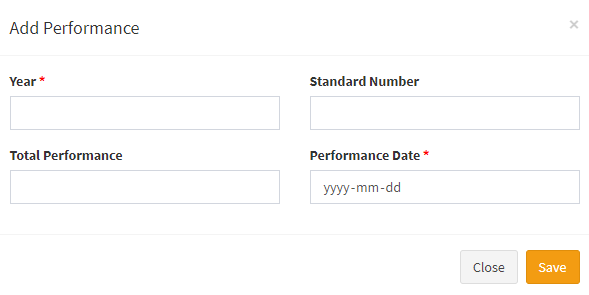 Add Performance ×
Year * Standard Number
Total Performance Performance Date *
yyyy-mm-dd
Close Save